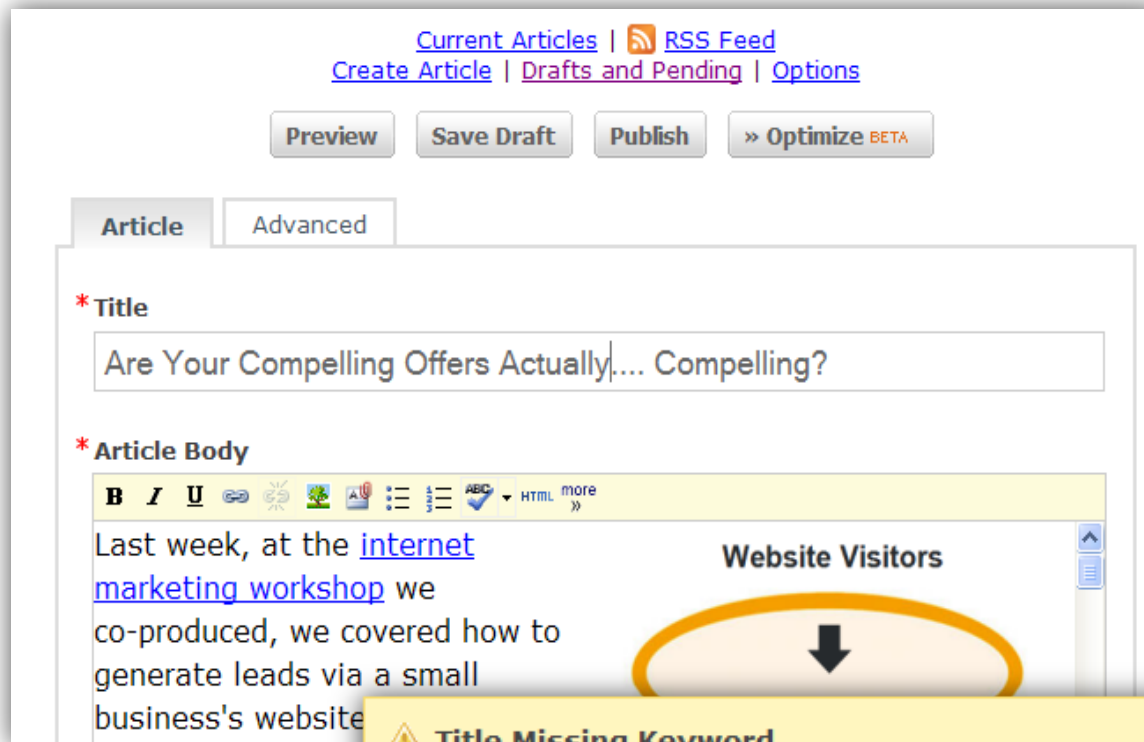 Current Articles | RSS Feed
Create Article | Drafts and Pending | Options
Preview Save Draft Publish » Optimize BETA
Article Advanced
* Title
Are Your Compelling Offers Actually.... Compelling?
* Article Body
B I U ABC HTML more »
Last week, at the internet
marketing workshop we
co-produced, we covered how to
generate leads via a small
business's website
Website Visitors
Title Missing Keyword